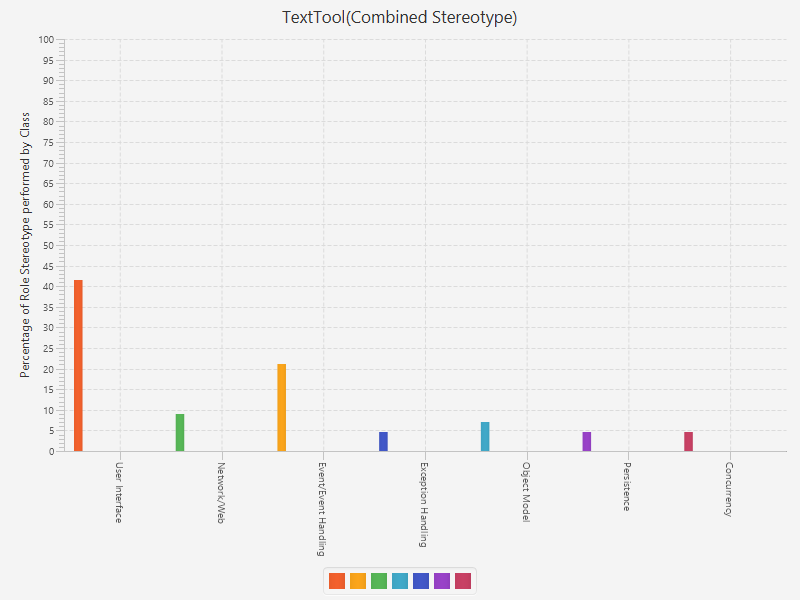 TextTool(Combined Stereotype)
Percentage of Role Stereotype performed by Class
100
95
90
85
80
75
70
65
60
55
50
45
40
35
30
25
20
15
10
5
0
User Interface
Network/Web
Event/Event Handling
Exception Handling
Object Model
Persistence
Concurrency